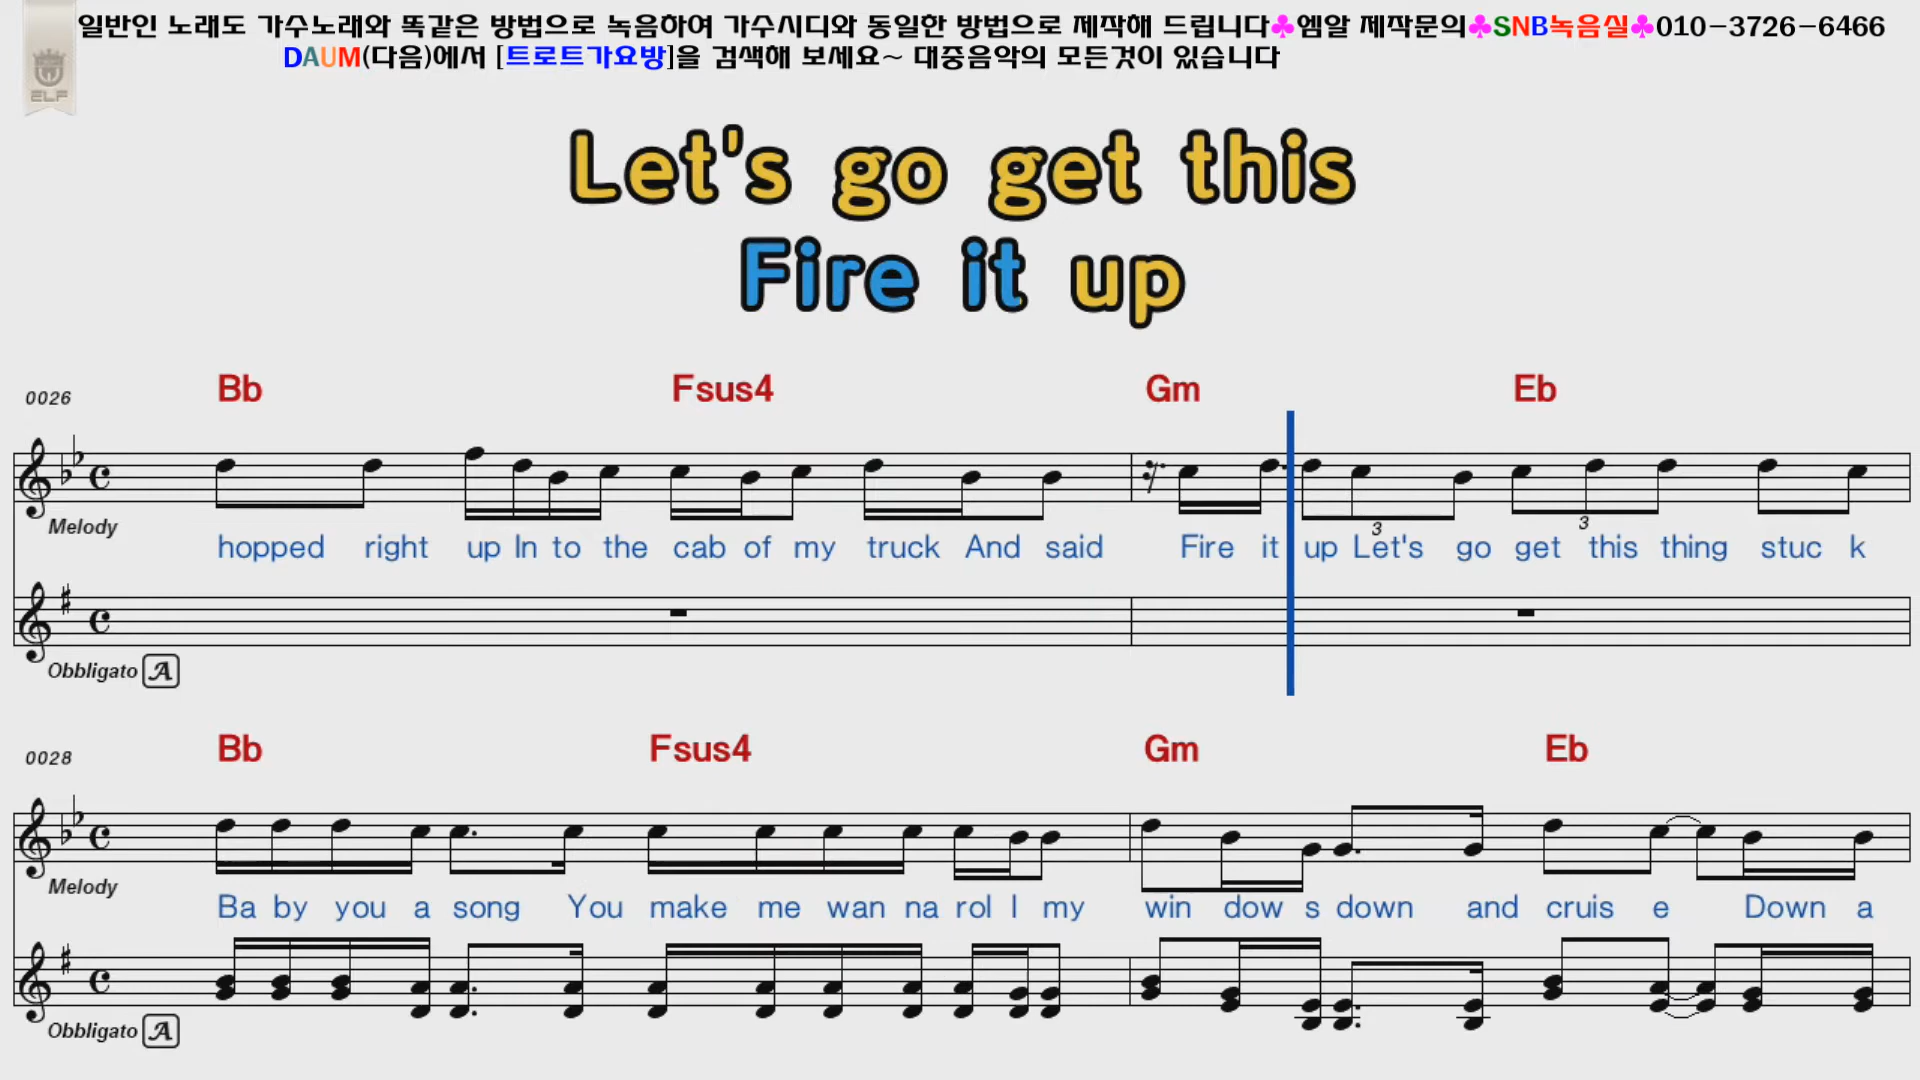 일반인 노래도 가수노래와 똑같은 방법으로 녹음하여 가수시디와 동일한 방법으로 제작해 드립니다♣엠알 제작문의♣SNB녹음실♣010-3726-6466
DAUM(다음)에서 [트로트가요방]을 검색해 보세요~ 대중음악의 모든것이 있습니다
ELF
Let's go get this
Fire it up
0026 Bb Fsus4 Gm Eb
3 3
Melody
hopped right up In to the cab of my truck And said Fire it up Let's go get this thing stuc k
Obbligato A
0028 Bb Fsus4 Gm Eb
Melody
Ba by you a song You make me wan na rol l my win dow s down and cruis e Down a
Obbligato A